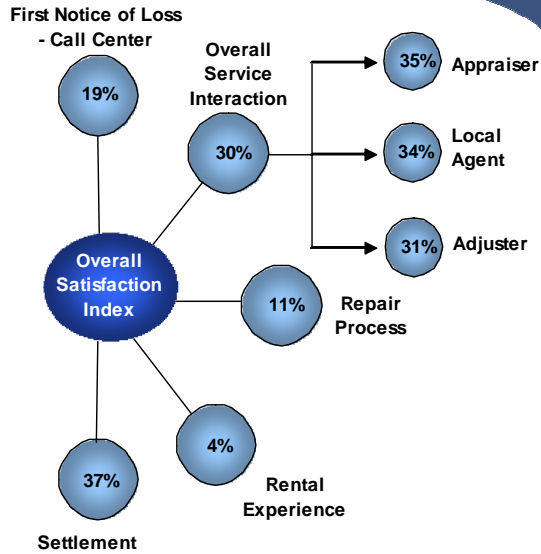 First Notice of Loss
- Call Center
19%
Overall
Service
Interaction
30%
35%
Appraiser
34%
Local
Agent
31%
Adjuster
Overall
Satisfaction
Index
11%
Repair
Process
4%
Rental
Experience
37%
Settlement